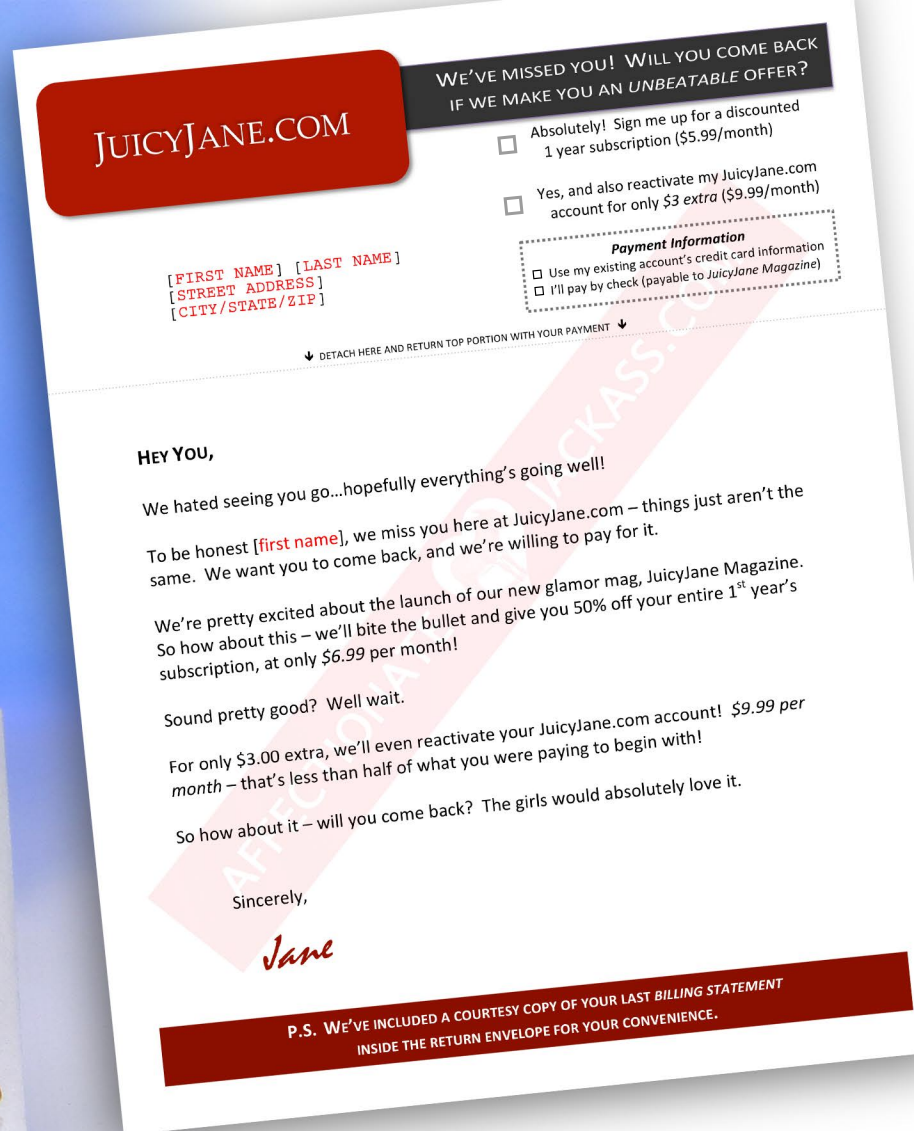 JuicyJane.com
We've missed you! Will you come back
if we make you an unbeatable offer?
Absolutely! Sign me up for a discounted
1 year subscription ($5.99/month)
Yes, and also reactivate my JuicyJane.com
account for only $3 extra ($9.99/month)
Payment Information
Use my existing account's credit card information
I'll pay by check (payable to JuicyJane Magazine)
[FIRST NAME] [LAST NAME]
[STREET ADDRESS]
[CITY/STATE/ZIP]
DETACH HERE AND RETURN TOP PORTION WITH YOUR PAYMENT
Hey You,
We hated seeing you go...hopefully everything's going well!
To be honest [first name], we miss you here at JuicyJane.com – things just aren't the
same. We want you to come back, and we're willing to pay for it.
We're pretty excited about the launch of our new glamor mag, JuicyJane Magazine.
So how about this – we'll bite the bullet and give you 50% off your entire 1st year's
subscription, at only $6.99 per month!
Sound pretty good? Well wait.
For only $3.00 extra, we'll even reactivate your JuicyJane.com account! $9.99 per
month – that's less than half of what you were paying to begin with!
So how about it – will you come back? The girls would absolutely love it.
Sincerely,
Jane
P.S. We've included a courtesy copy of your last billing statement
inside the return envelope for your convenience.
AFFECTIONATE JACKASS.COM